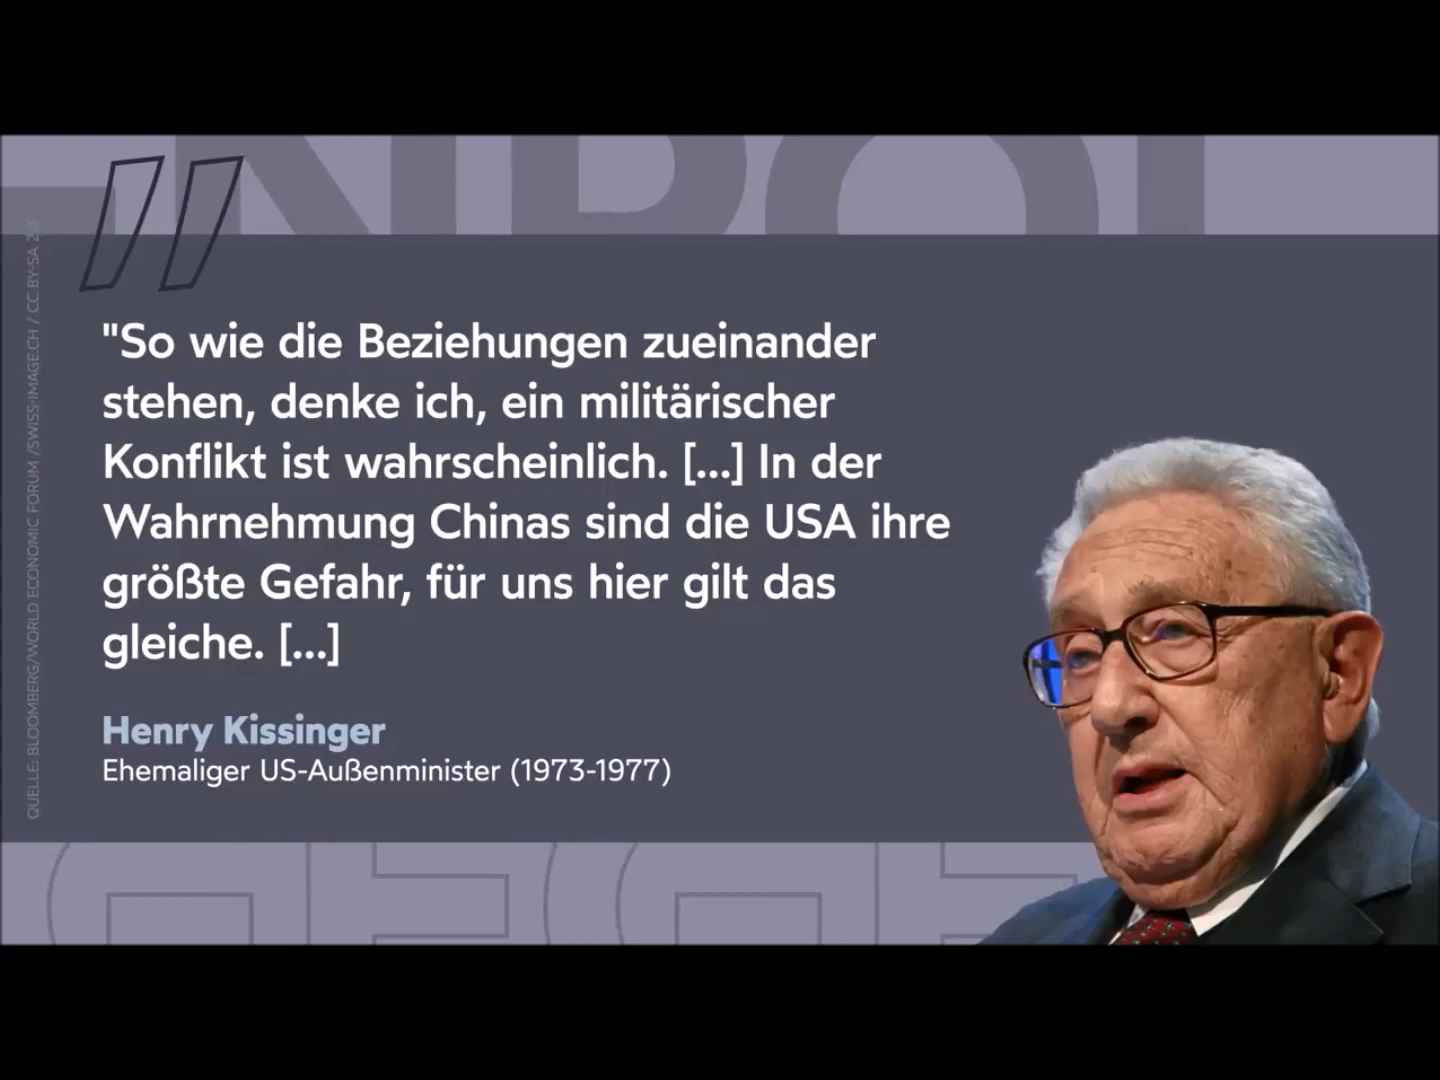 "So wie die Beziehungen zueinander
stehen, denke ich, ein militärischer
Konflikt ist wahrscheinlich. [...] In der
Wahrnehmung Chinas sind die USA ihre
größte Gefahr, für uns hier gilt das
gleiche. [...]
Henry Kissinger
Ehemaliger US-Außenminister (1973-1977)
QUELLE: BLOOMBERG/WORLD ECONOMIC FORUM /SWISS-IMAGE.CH / CC BY-SA